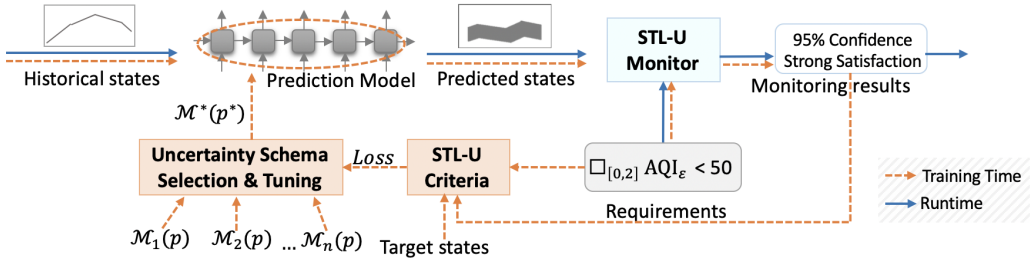 Historical states
Prediction Model
Predicted states
STL-U
Monitor
95% Confidence
Strong Satisfaction
Monitoring results
ℳ*(p*)
Uncertainty Schema
Selection & Tuning
Loss
STL-U
Criteria
□[0,2] AQIε < 50
Requirements
Training Time
Runtime
ℳ1(p)
ℳ2(p)
... ℳn(p)
Target states